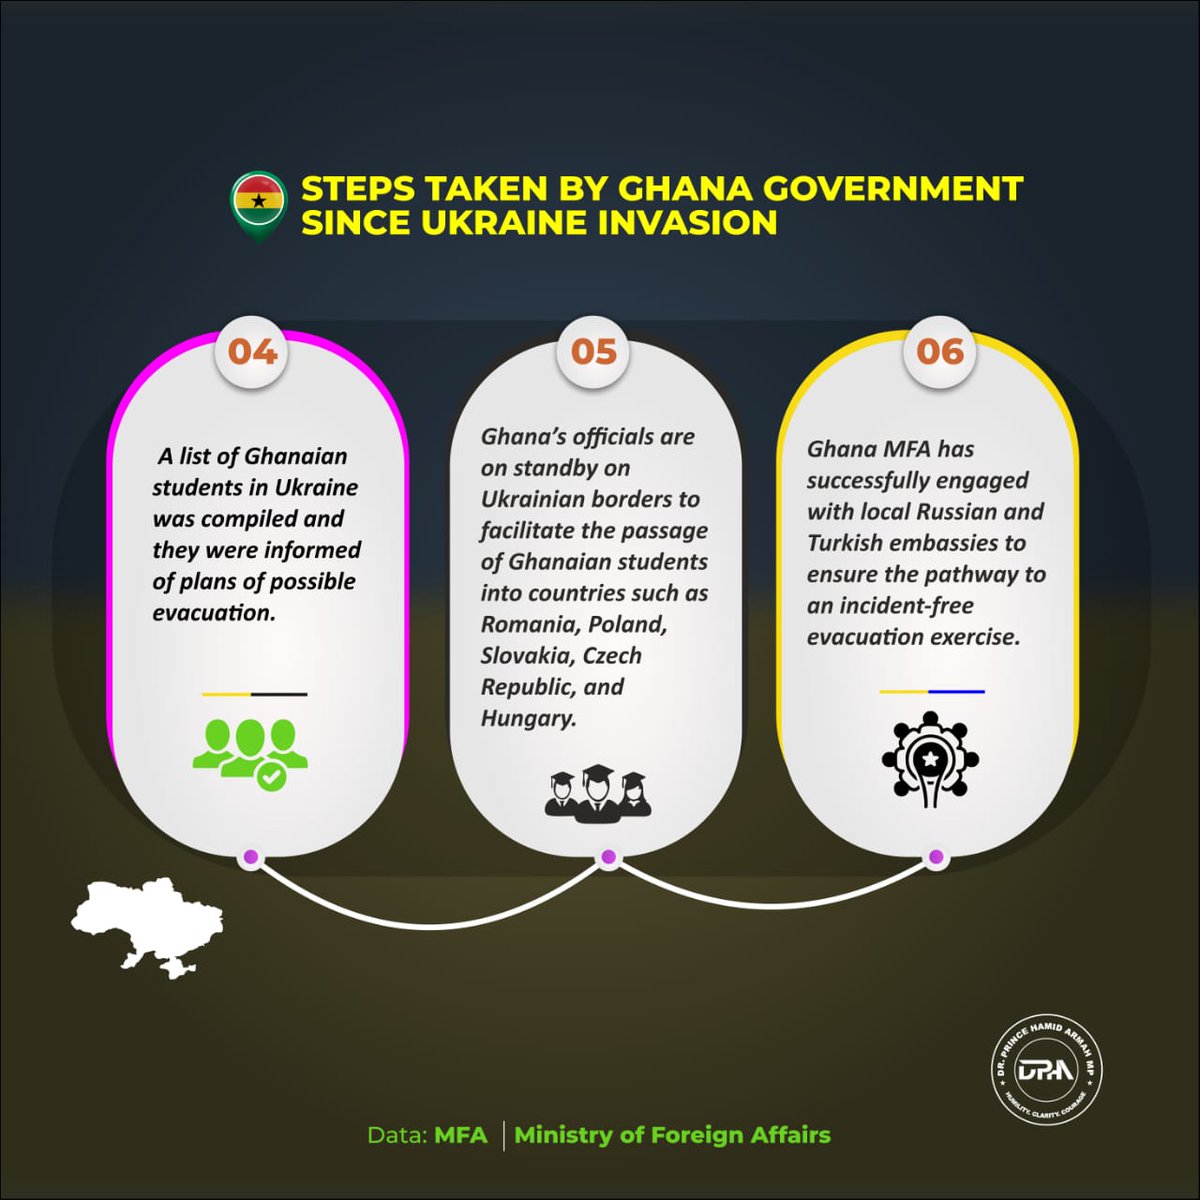 STEPS TAKEN BY GHANA GOVERNMENT
SINCE UKRAINE INVASION
04
A list of Ghanaian
students in Ukraine
was compiled and
they were informed
of plans of possible
evacuation.
05
Ghana’s officials are
on standby on
Ukrainian borders to
facilitate the passage
of Ghanaian students
into countries such as
Romania, Poland,
Slovakia, Czech
Republic, and
Hungary.
06
Ghana MFA has
successfully engaged
with local Russian and
Turkish embassies to
ensure the pathway to
an incident-free
evacuation exercise.
DR. PRINCE HAMID ARMAH MP
DPHA
HUMILITY. CLARITY. COURAGE
Data: MFA | Ministry of Foreign Affairs